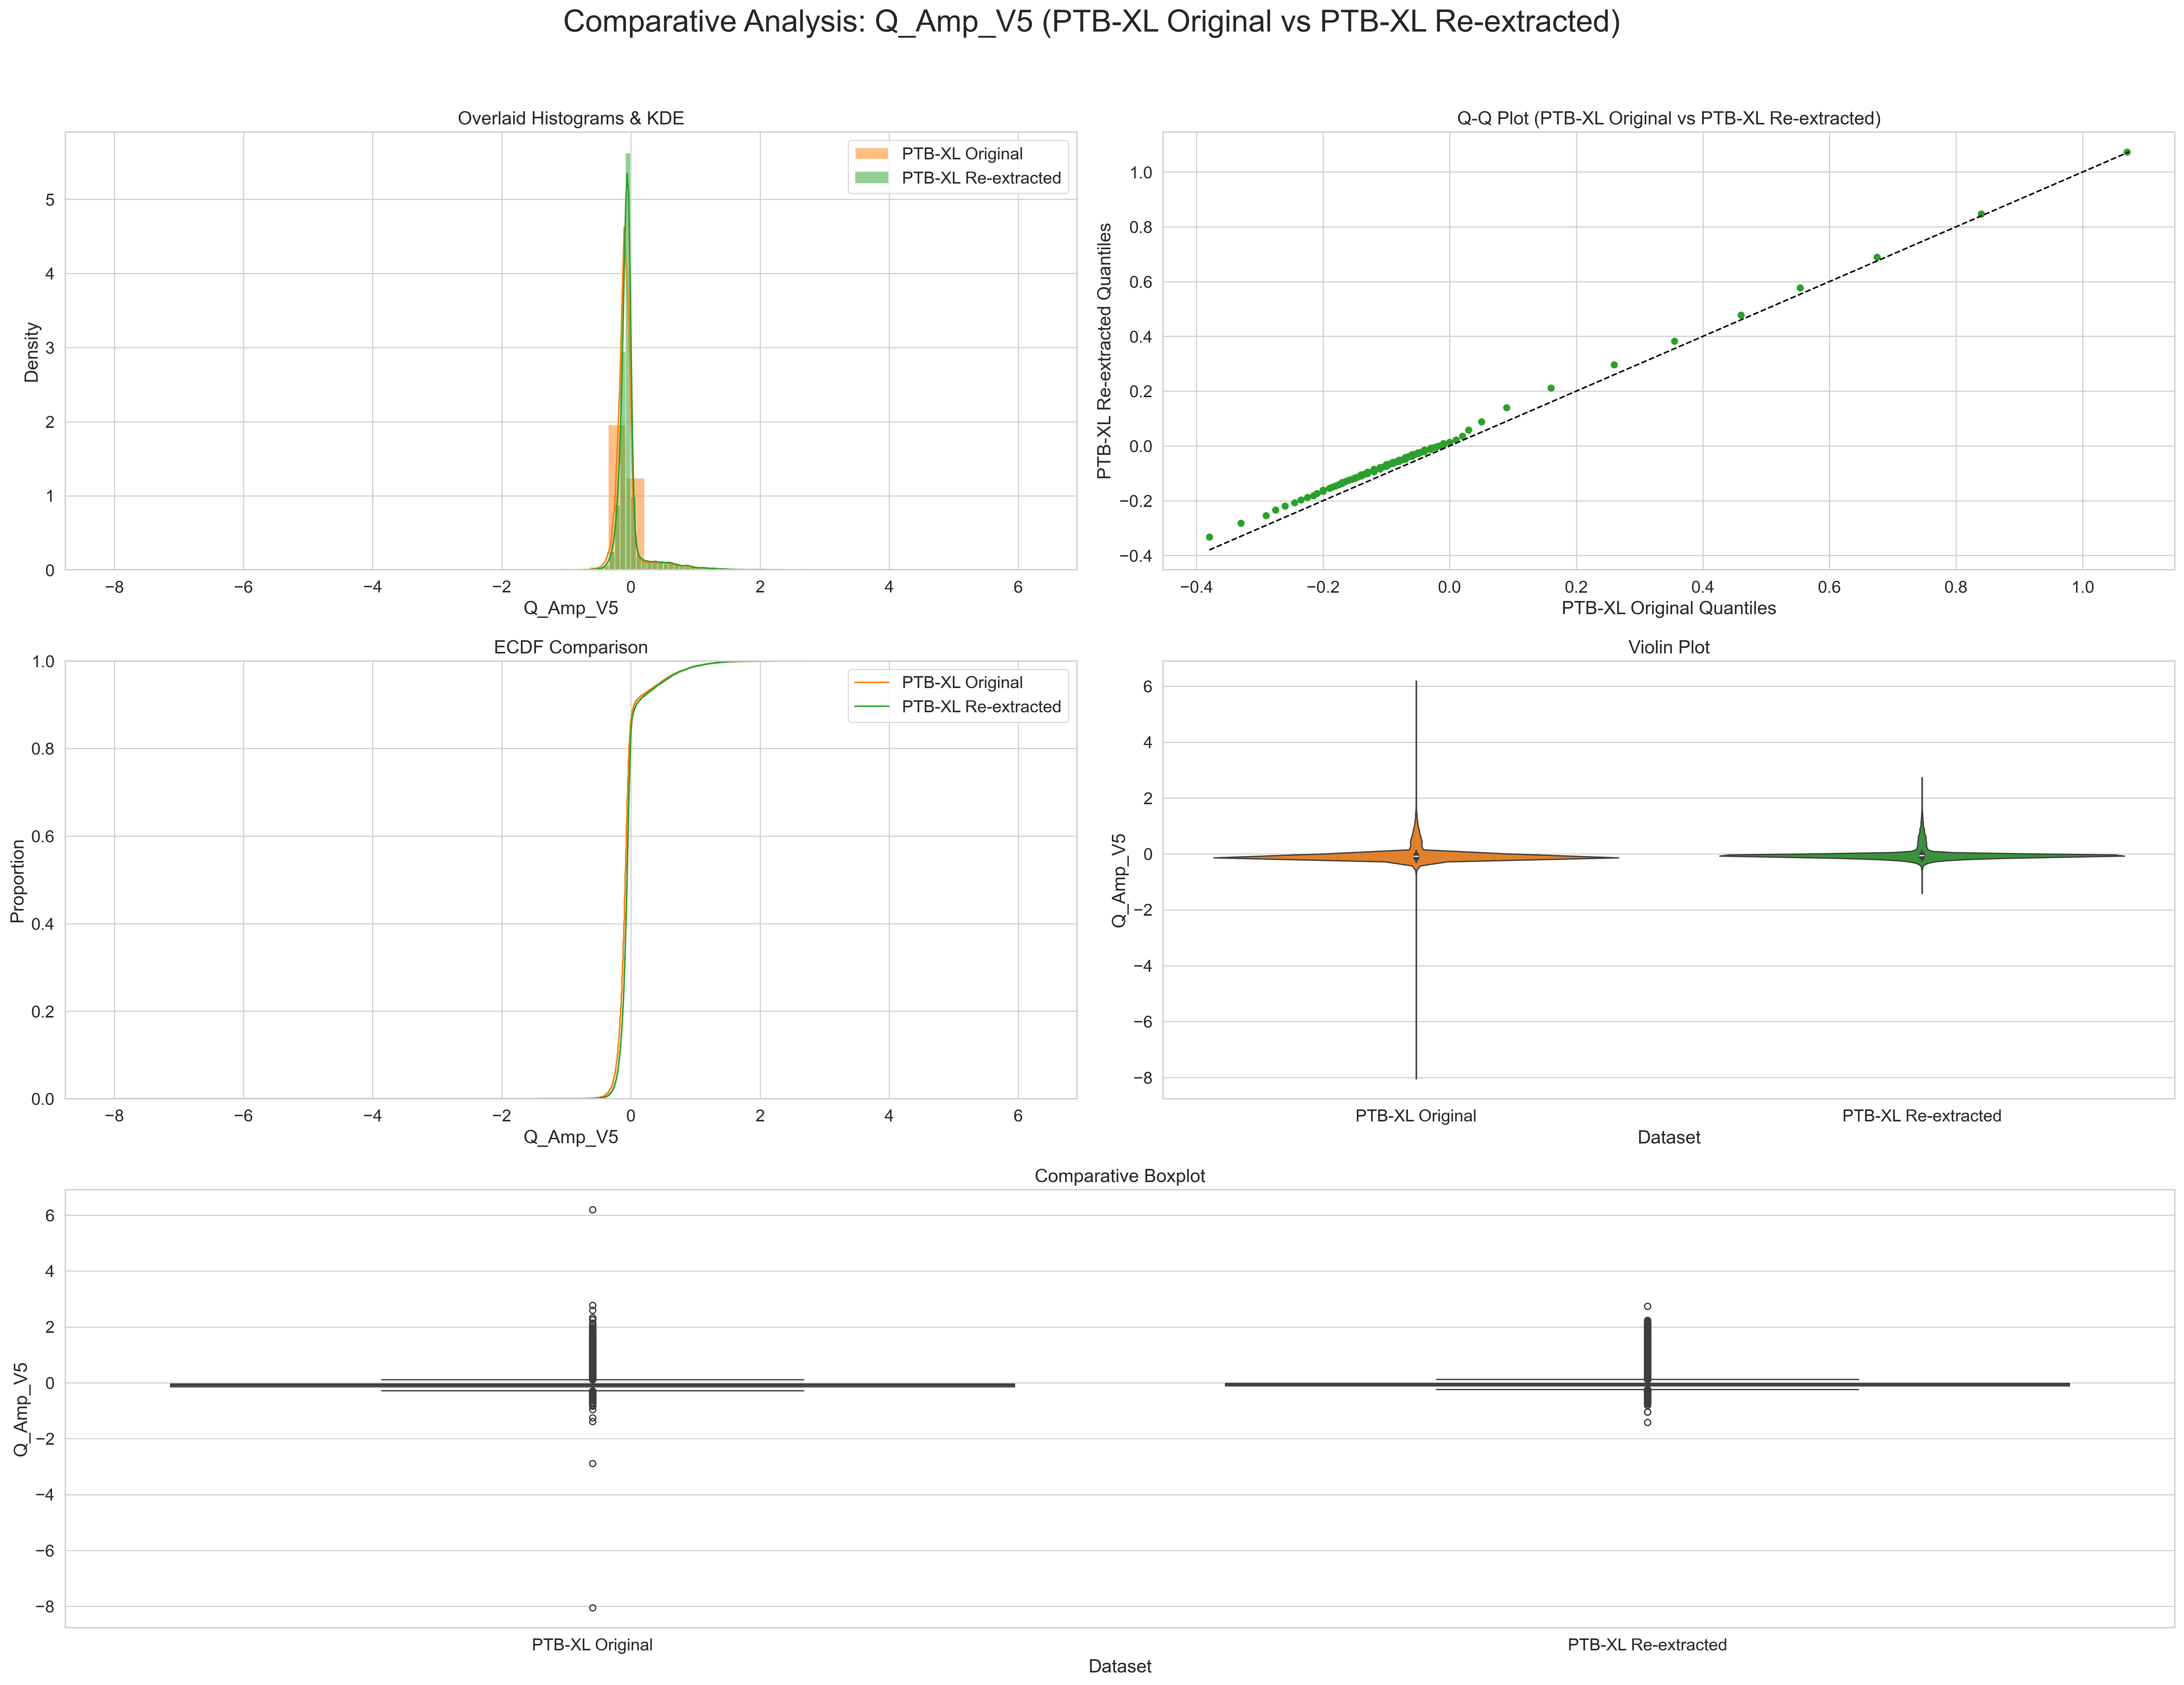 Comparative Analysis: Q_Amp_V5 (PTB-XL Original vs PTB-XL Re-extracted)
Overlaid Histograms & KDE
PTB-XL Original
PTB-XL Re-extracted
Density
5
4
3
2
1
0
−8 −6 −4 −2 0 2 4 6
Q_Amp_V5
Q-Q Plot (PTB-XL Original vs PTB-XL Re-extracted)
PTB-XL Re-extracted Quantiles
1.0
0.8
0.6
0.4
0.2
0.0
−0.2
−0.4
−0.4 −0.2 0.0 0.2 0.4 0.6 0.8 1.0
PTB-XL Original Quantiles
ECDF Comparison
PTB-XL Original
PTB-XL Re-extracted
Proportion
1.0
0.8
0.6
0.4
0.2
0.0
−8 −6 −4 −2 0 2 4 6
Q_Amp_V5
Violin Plot
Q_Amp_V5
6
4
2
0
−2
−4
−6
−8
PTB-XL Original PTB-XL Re-extracted
Dataset
Comparative Boxplot
Q_Amp_V5
6
4
2
0
−2
−4
−6
−8
PTB-XL Original PTB-XL Re-extracted
Dataset